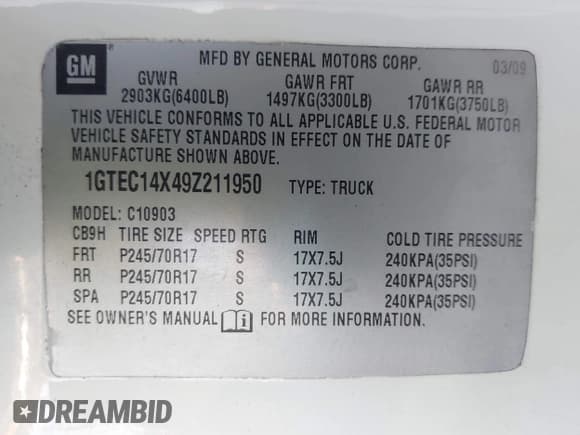 GM
MFD BY GENERAL MOTORS CORP. 03/09
GVWR GAWR FRT GAWR RR
2903KG(6400LB) 1497KG(3300LB) 1701KG(3750LB)
THIS VEHICLE CONFORMS TO ALL APPLICABLE U.S. FEDERAL MOTOR
VEHICLE SAFETY STANDARDS IN EFFECT ON THE DATE OF
MANUFACTURE SHOWN ABOVE.
1GTEC14X49Z211950 TYPE: TRUCK
MODEL: C10903
CB9H TIRE SIZE SPEED RTG RIM COLD TIRE PRESSURE
FRT P245/70R17 S 17X7.5J 240KPA(35PSI)
RR P245/70R17 S 17X7.5J 240KPA(35PSI)
SPA P245/70R17 S 17X7.5J 240KPA(35PSI)
SEE OWNER'S MANUAL i FOR MORE INFORMATION.
DREAMBID